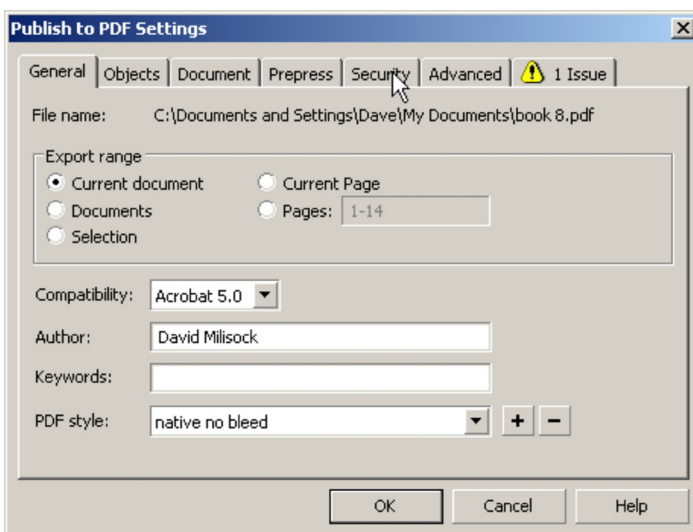 Publish to PDF Settings
General Objects Document Prepress Security Advanced 1 Issue
File name: C:\Documents and Settings\Dave\My Documents\book 8.pdf
Export range
Current document Current Page
Documents Pages: 1-14
Selection
Compatibility: Acrobat 5.0
Author: David Milisock
Keywords:
PDF style: native no bleed + −
OK Cancel Help